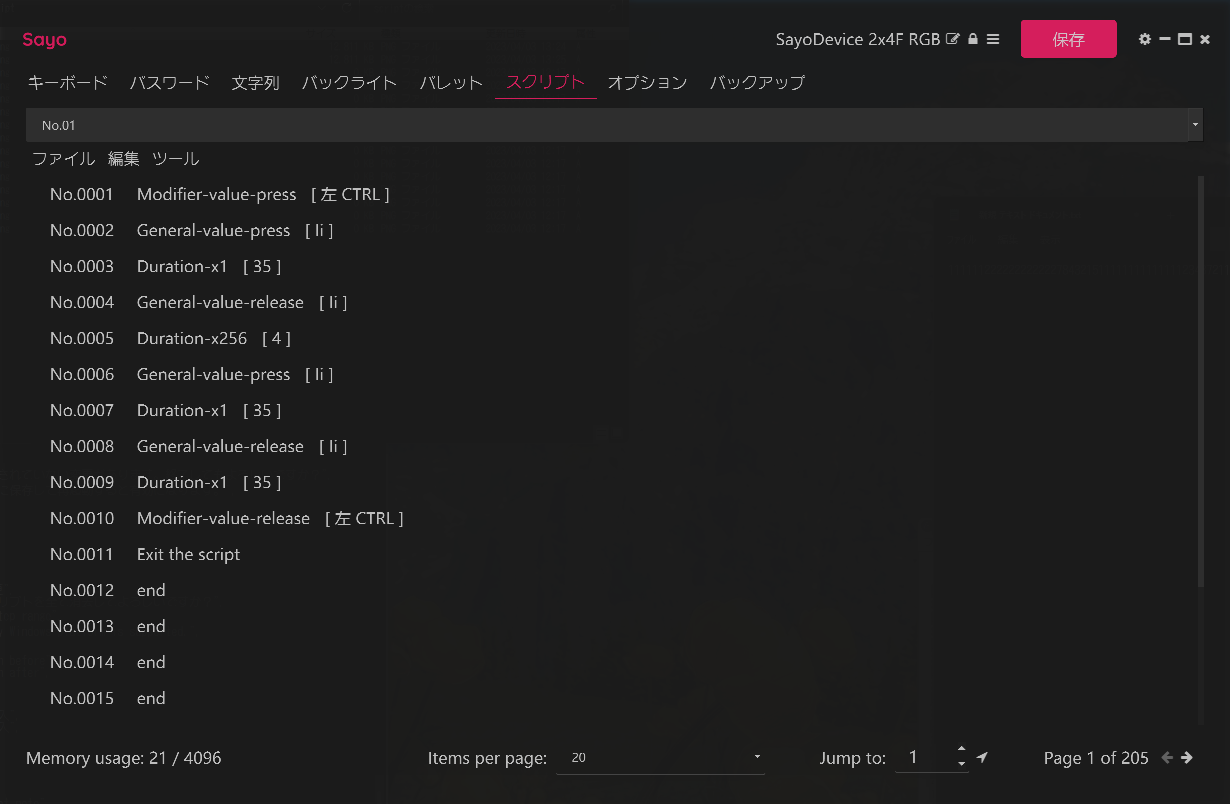 Sayo
SayoDevice 2x4F RGB 保存
キーボード パスワード 文字列 バックライト パレット スクリプト オプション バックアップ
No.01
ファイル 編集 ツール
No.0001 Modifier-value-press [ 左 CTRL ]
No.0002 General-value-press [ Ii ]
No.0003 Duration-x1 [ 35 ]
No.0004 General-value-release [ Ii ]
No.0005 Duration-x256 [ 4 ]
No.0006 General-value-press [ Ii ]
No.0007 Duration-x1 [ 35 ]
No.0008 General-value-release [ Ii ]
No.0009 Duration-x1 [ 35 ]
No.0010 Modifier-value-release [ 左 CTRL ]
No.0011 Exit the script
No.0012 end
No.0013 end
No.0014 end
No.0015 end
Memory usage: 21 / 4096 Items per page: 20 Jump to: 1 Page 1 of 205